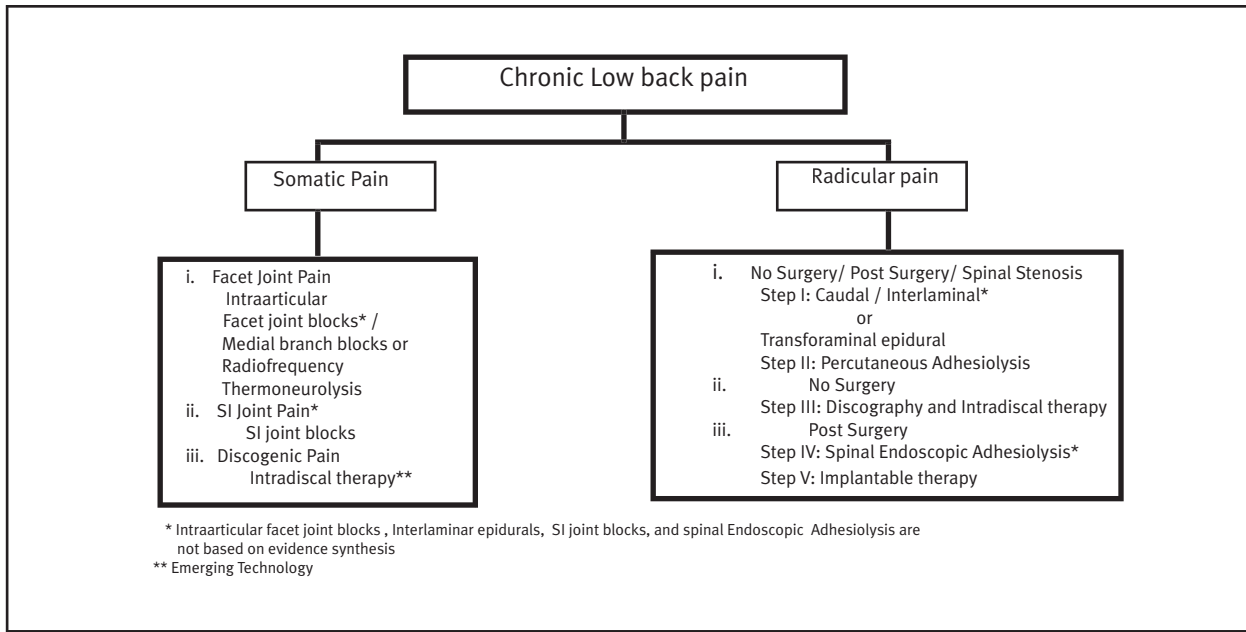 Chronic Low back pain
Somatic Pain
i. Facet Joint Pain
Intraarticular
Facet joint blocks* /
Medial branch blocks or
Radiofrequency
Thermoneurolysis
ii. SI Joint Pain*
SI joint blocks
iii. Discogenic Pain
Intradiscal therapy**
Radicular pain
i. No Surgery/ Post Surgery/ Spinal Stenosis
Step I: Caudal / Interlaminal*
or
Transforaminal epidural
Step II: Percutaneous Adhesiolysis
ii. No Surgery
Step III: Discography and Intradiscal therapy
iii. Post Surgery
Step IV: Spinal Endoscopic Adhesiolysis*
Step V: Implantable therapy
* Intraarticular facet joint blocks , Interlaminar epidurals, SI joint blocks, and spinal Endoscopic Adhesiolysis are
not based on evidence synthesis
** Emerging Technology